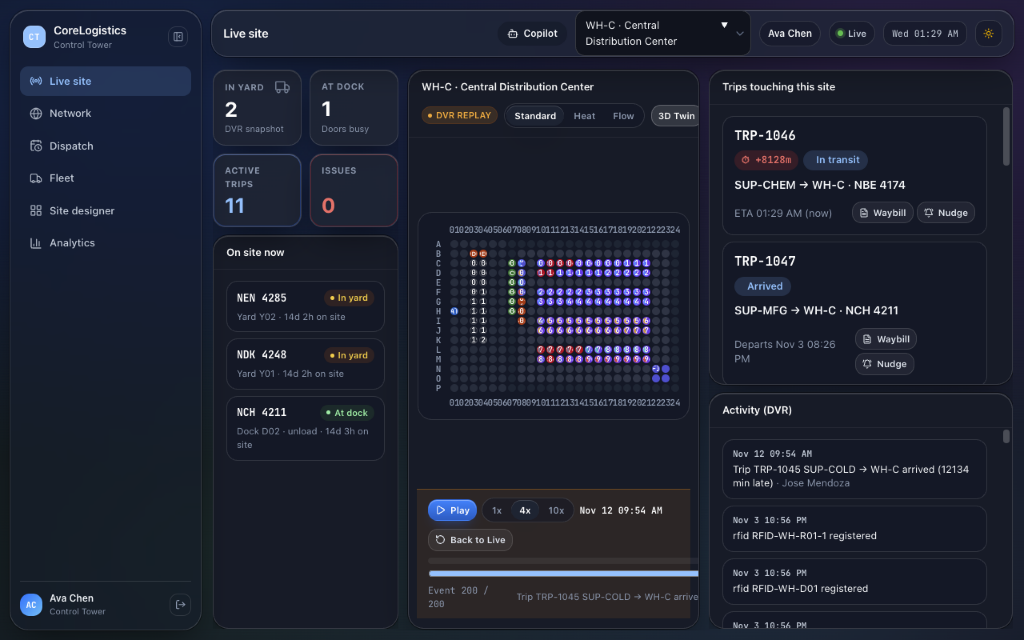 CT
CoreLogistics
Control Tower
Live site
Network
Dispatch
Fleet
Site designer
Analytics
AC
Ava Chen
Control Tower
Live site
Copilot
WH-C · Central
Distribution Center
Ava Chen
Live
Wed 01:29 AM
IN YARD
2
DVR snapshot
AT DOCK
1
Doors busy
ACTIVE
TRIPS
11
ISSUES
0
On site now
NEN 4285
In yard
Yard Y02 · 14d 2h on site
NDK 4248
In yard
Yard Y01 · 14d 2h on site
NCH 4211
At dock
Dock D02 · unload · 14d 3h on
site
WH-C · Central Distribution Center
DVR REPLAY
Standard
Heat
Flow
3D Twin
010203040506070809101112131415161718192021222324
A
B
C
D
E
F
G
H
I
J
K
L
M
N
O
P
010203040506070809101112131415161718192021222324
Play
1x
4x
10x
Nov 12 09:54 AM
Back to Live
Event 200 /
200
Trip TRP-1045 SUP-COLD → WH-C arrive
Trips touching this site
TRP-1046
+8128m
In transit
SUP-CHEM → WH-C · NBE 4174
ETA 01:29 AM (now)
Waybill
Nudge
TRP-1047
Arrived
SUP-MFG → WH-C · NCH 4211
Departs Nov 3 08:26
PM
Waybill
Nudge
Activity (DVR)
Nov 12 09:54 AM
Trip TRP-1045 SUP-COLD → WH-C arrived (12134
min late) · Jose Mendoza
Nov 3 10:56 PM
rfid RFID-WH-R01-1 registered
Nov 3 10:56 PM
rfid RFID-WH-D01 registered
Nov 3 10:56 PM